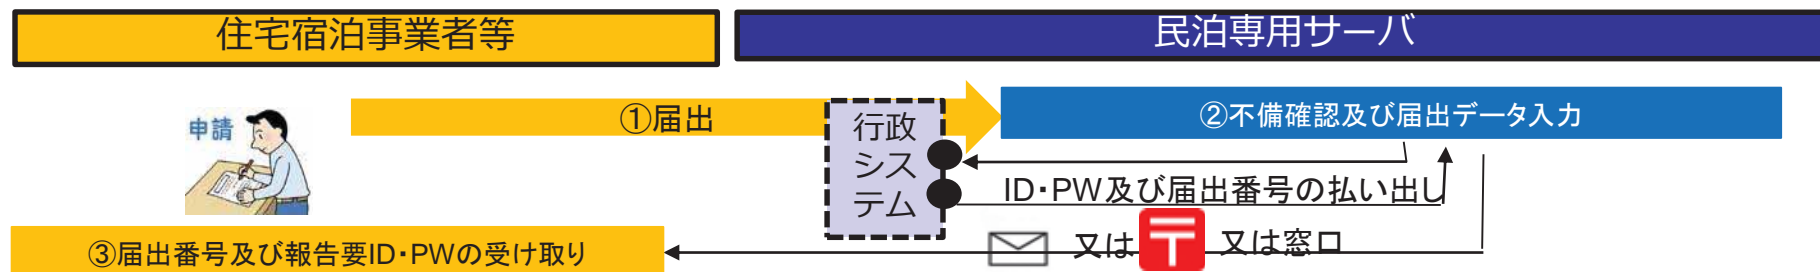 住宅宿泊事業者等
民泊専用サーバ
申請
①届出
行政
シス
テム
②不備確認及び届出データ入力
ID・PW及び届出番号の払い出し
又は 〒 又は窓口
③届出番号及び報告要ID・PWの受け取り